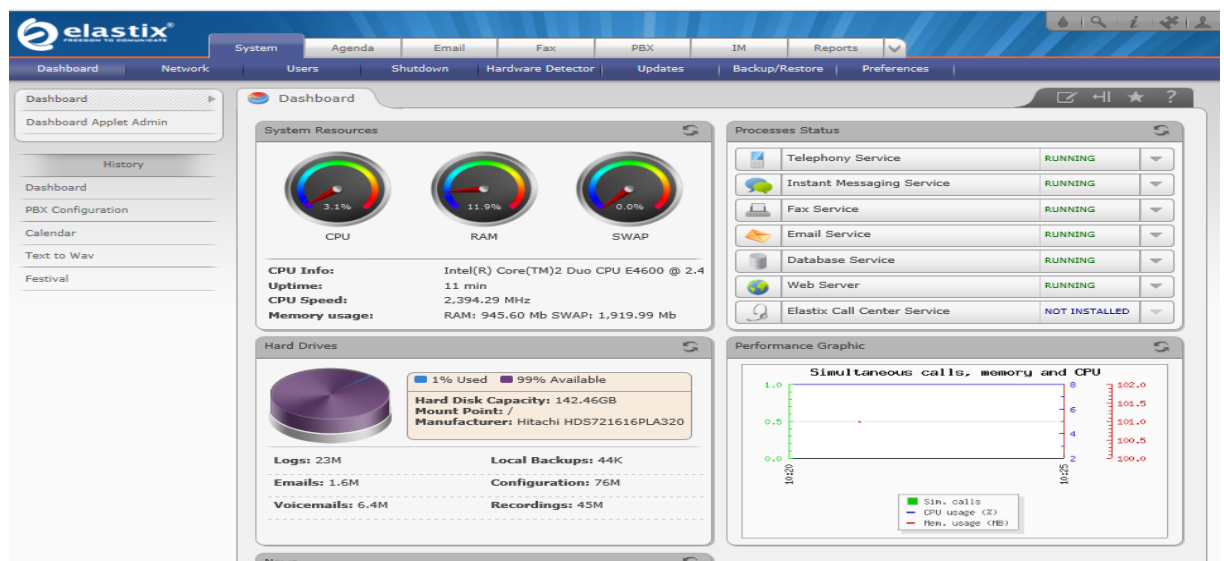 elastix®
FREEDOM TO COMMUNICATE
System Agenda Email Fax PBX IM Reports
Dashboard Network Users Shutdown Hardware Detector Updates Backup/Restore Preferences
Dashboard
Dashboard Applet Admin
History
Dashboard
PBX Configuration
Calendar
Text to Wav
Festival
Dashboard
System Resources
3.1% 11.9% 0.0%
CPU RAM SWAP
CPU Info: Intel(R) Core(TM)2 Duo CPU E4600 @ 2.4
Uptime: 11 min
CPU Speed: 2,394.29 MHz
Memory usage: RAM: 945.60 Mb SWAP: 1,919.99 Mb
Processes Status
Telephony Service RUNNING
Instant Messaging Service RUNNING
Fax Service RUNNING
Email Service RUNNING
Database Service RUNNING
Web Server RUNNING
Elastix Call Center Service NOT INSTALLED
Hard Drives
1% Used 99% Available
Hard Disk Capacity: 142.46GB
Mount Point: /
Manufacturer: Hitachi HDS721616PLA320
Logs: 23M Local Backups: 44K
Emails: 1.6M Configuration: 76M
Voicemails: 6.4M Recordings: 45M
Performance Graphic
Simultaneous calls, memory and CPU
1.0 8 102.0
6 101.5
0.5 101.0
4 100.5
0.0 2 100.0
10:20 10:25
Sim. calls
CPU usage (%)
Mem. usage (MB)